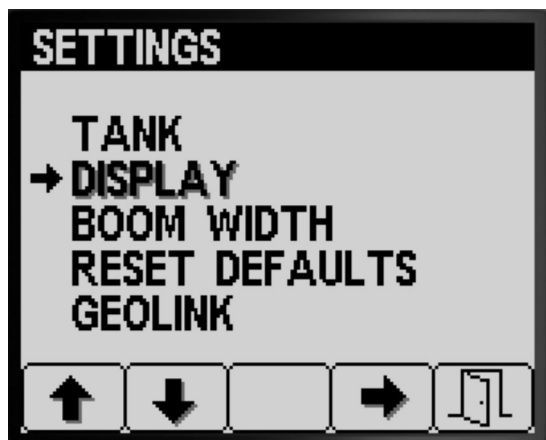 SETTINGS
TANK
DISPLAY
BOOM WIDTH
RESET DEFAULTS
GEOLINK